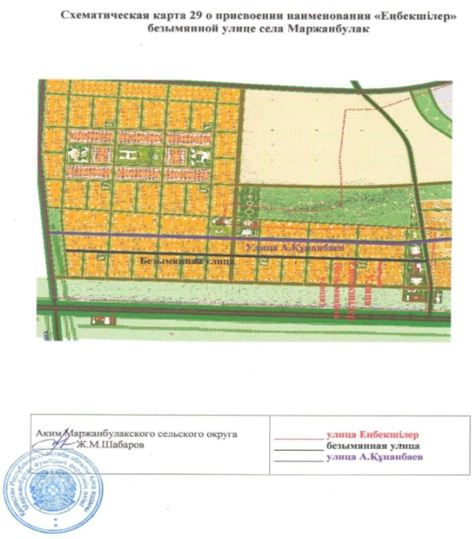 Схематическая карта 29 о присвоении наименования «Еңбекшілер»
безымянной улице села Маржанбулак
Улица А.Құнанбаев
Безымянная улица
Аким Маржанбулакского сельского округа
Ж.М.Шабаров
улица Еңбекшілер
безымянная улица
улица А.Құнанбаев